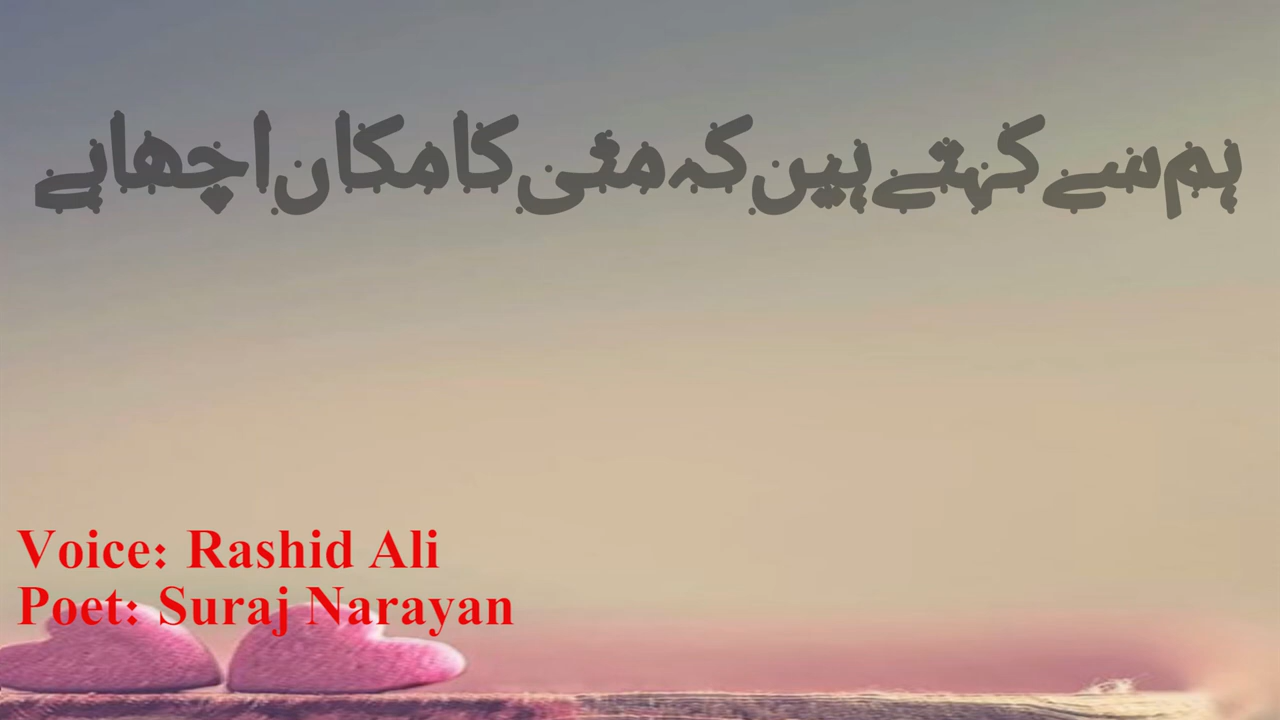 ہم سے کہتے ہیں کہ مٹی کا مکان اچھا ہے
Voice: Rashid Ali
Poet: Suraj Narayan